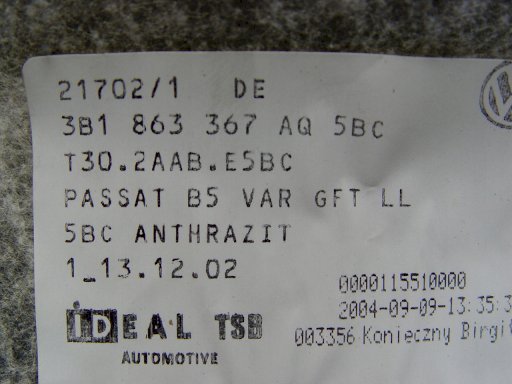 21702/1 DE
3B1 863 367 AQ 5BC
T30.2AAB.E5BC
PASSAT B5 VAR GFT LL
5BC ANTHRAZIT
1_13.12.02
0000115510000
2004-09-09-13:35:3
IDEAL TSB
003356 Konieczny Birgi
AUTOMOTIVE